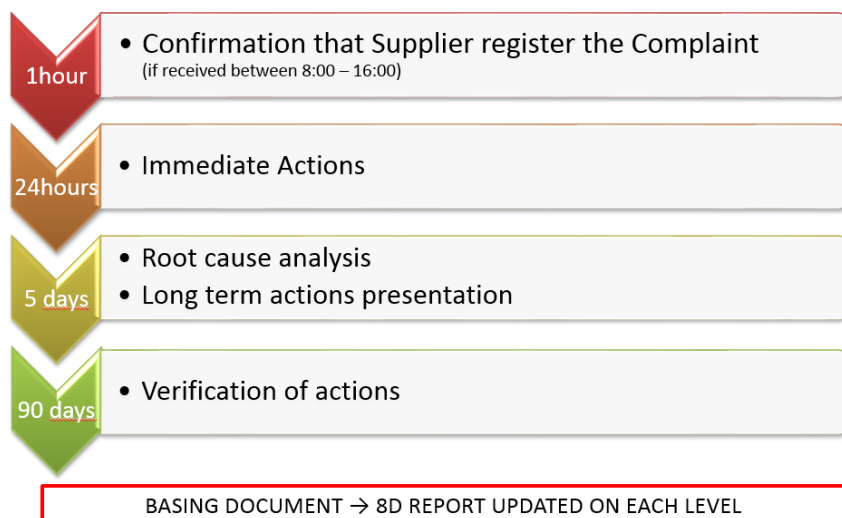 1hour
• Confirmation that Supplier register the Complaint
(if received between 8:00 – 16:00)
24hours
• Immediate Actions
5 days
• Root cause analysis
• Long term actions presentation
90 days
• Verification of actions
BASING DOCUMENT → 8D REPORT UPDATED ON EACH LEVEL